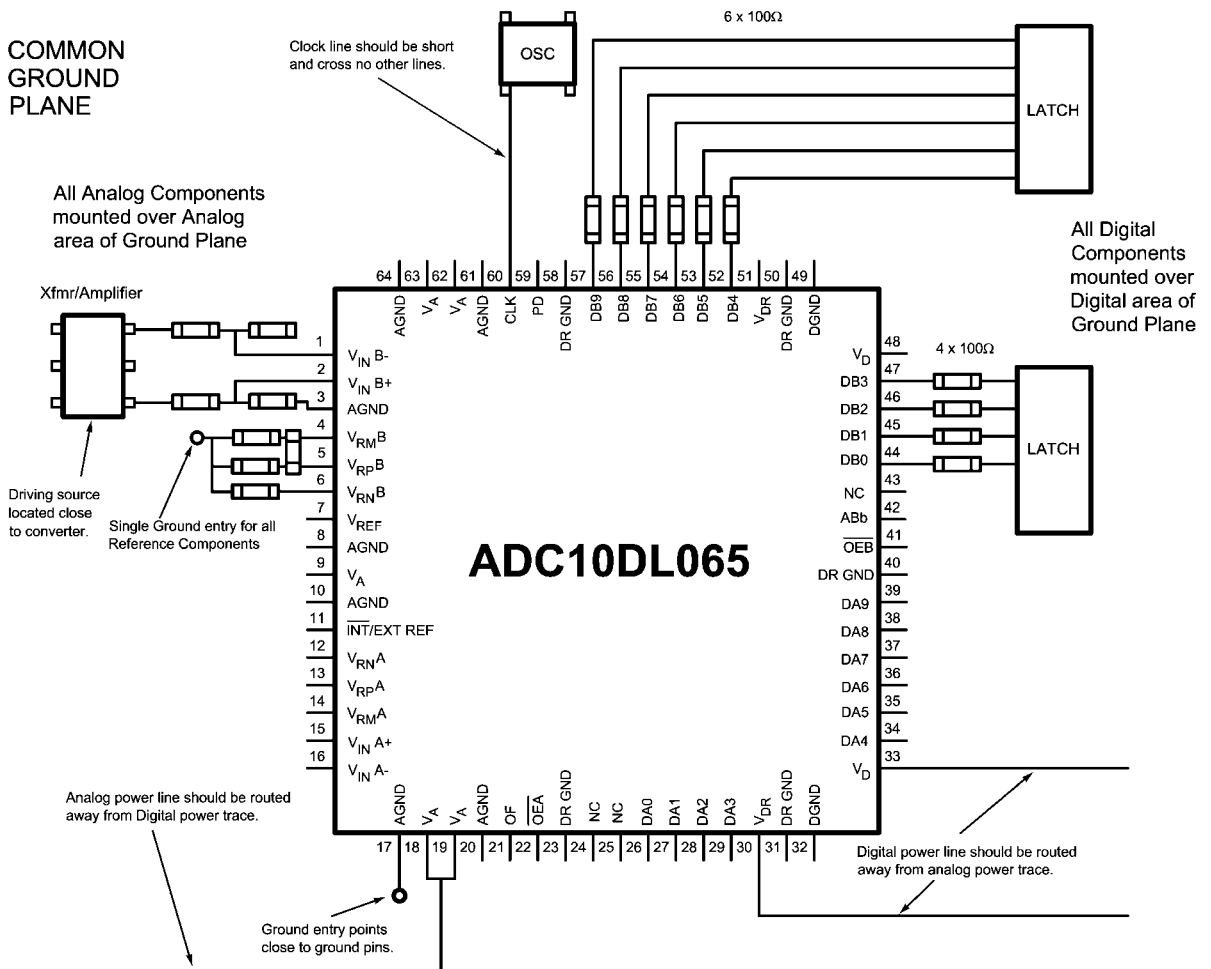 COMMON
GROUND
PLANE
Clock line should be short
and cross no other lines.
OSC
6 x 100Ω
LATCH
All Analog Components
mounted over Analog
area of Ground Plane
All Digital
Components
mounted over
Digital area of
Ground Plane
Xfmr/Amplifier
64 63 62 61 60 59 58 57 56 55 54 53 52 51 50 49
AGND VA VA AGND CLK PD DR GND DB9 DB8 DB7 DB6 DB5 DB4 VDR DR GND DGND
1 VIN B-
2 VIN B+
3 AGND
4 VRMB
5 VRPB
6 VRNB
7 VREF
8 AGND
9 VA
10 AGND
11 INT/EXT REF
12 VRNA
13 VRPA
14 VRMA
15 VIN A+
16 VIN A-
ADC10DL065
48 VD
47 DB3
46 DB2
45 DB1
44 DB0
43 NC
42 ABb
41 OEB
40 DR GND
39 DA9
38 DA8
37 DA7
36 DA6
35 DA5
34 DA4
33 VD
4 x 100Ω
LATCH
Driving source
located close
to converter.
Single Ground entry for all
Reference Components
AGND VA VA AGND OF OEA DR GND NC NC DA0 DA1 DA2 DA3 VDR DR GND DGND
17 18 19 20 21 22 23 24 25 26 27 28 29 30 31 32
Analog power line should be routed
away from Digital power trace.
Digital power line should be routed
away from analog power trace.
Ground entry points
close to ground pins.